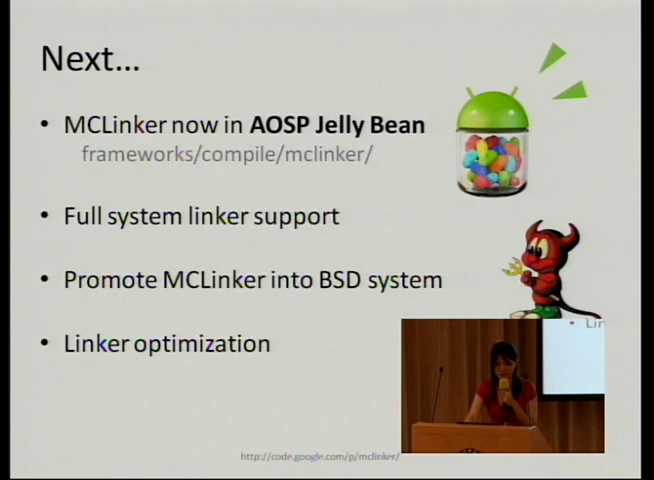 Next...
• MCLinker now in AOSP Jelly Bean
frameworks/compile/mclinker/
• Full system linker support
• Promote MCLinker into BSD system
• Linker optimization
• Lin
http://code.google.com/p/mclinker/